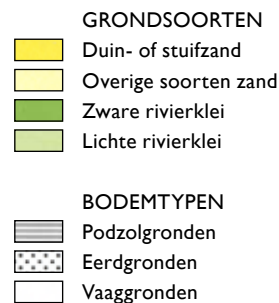 GRONDSOORTEN
Duin- of stuifzand
Overige soorten zand
Zware rivierklei
Lichte rivierklei
BODEMTYPEN
Podzolgronden
Eerdgronden
Vaaggronden